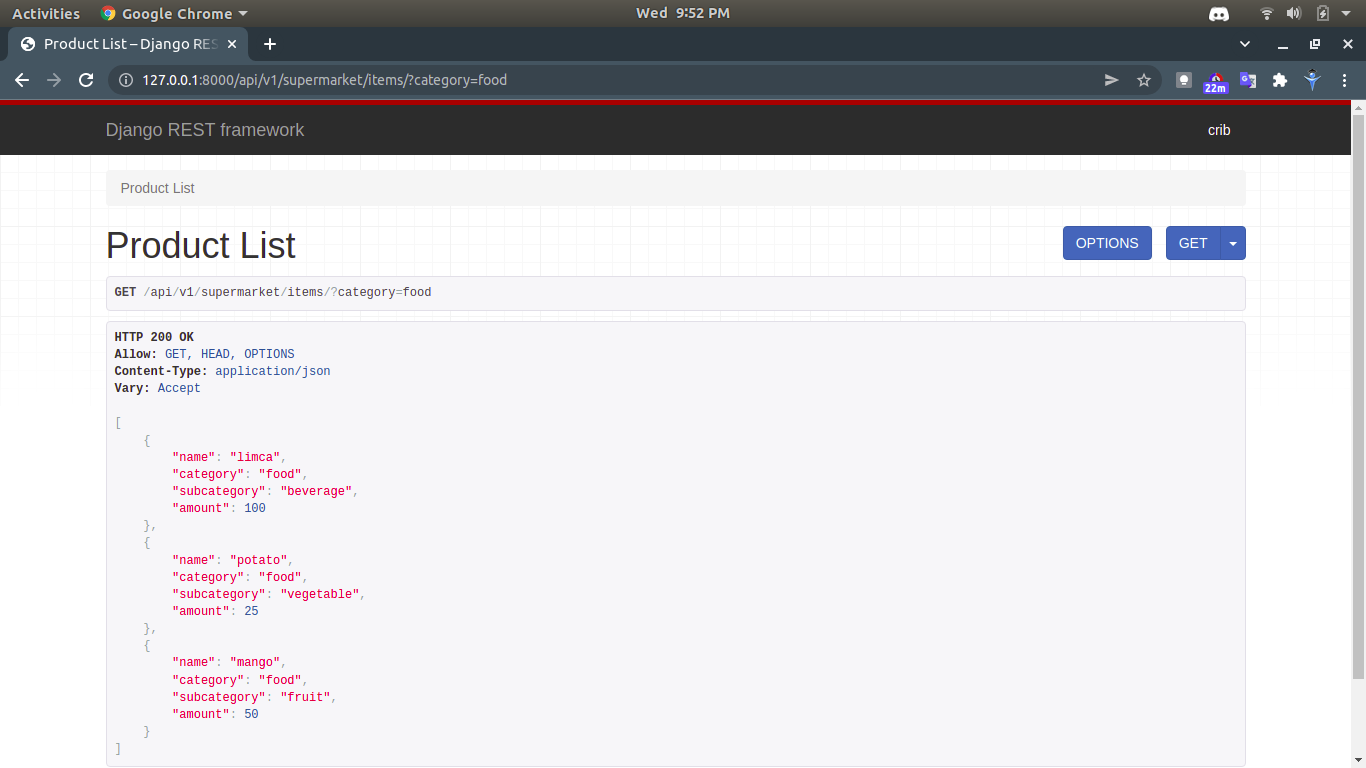 Activities Google Chrome Wed 9:52 PM
Product List – Django RES
127.0.0.1:8000/api/v1/supermarket/items/?category=food
22m
Django REST framework crib
Product List
Product List OPTIONS GET
GET /api/v1/supermarket/items/?category=food
HTTP 200 OK
Allow: GET, HEAD, OPTIONS
Content-Type: application/json
Vary: Accept
[
    {
        "name": "limca",
        "category": "food",
        "subcategory": "beverage",
        "amount": 100
    },
    {
        "name": "potato",
        "category": "food",
        "subcategory": "vegetable",
        "amount": 25
    },
    {
        "name": "mango",
        "category": "food",
        "subcategory": "fruit",
        "amount": 50
    }
]